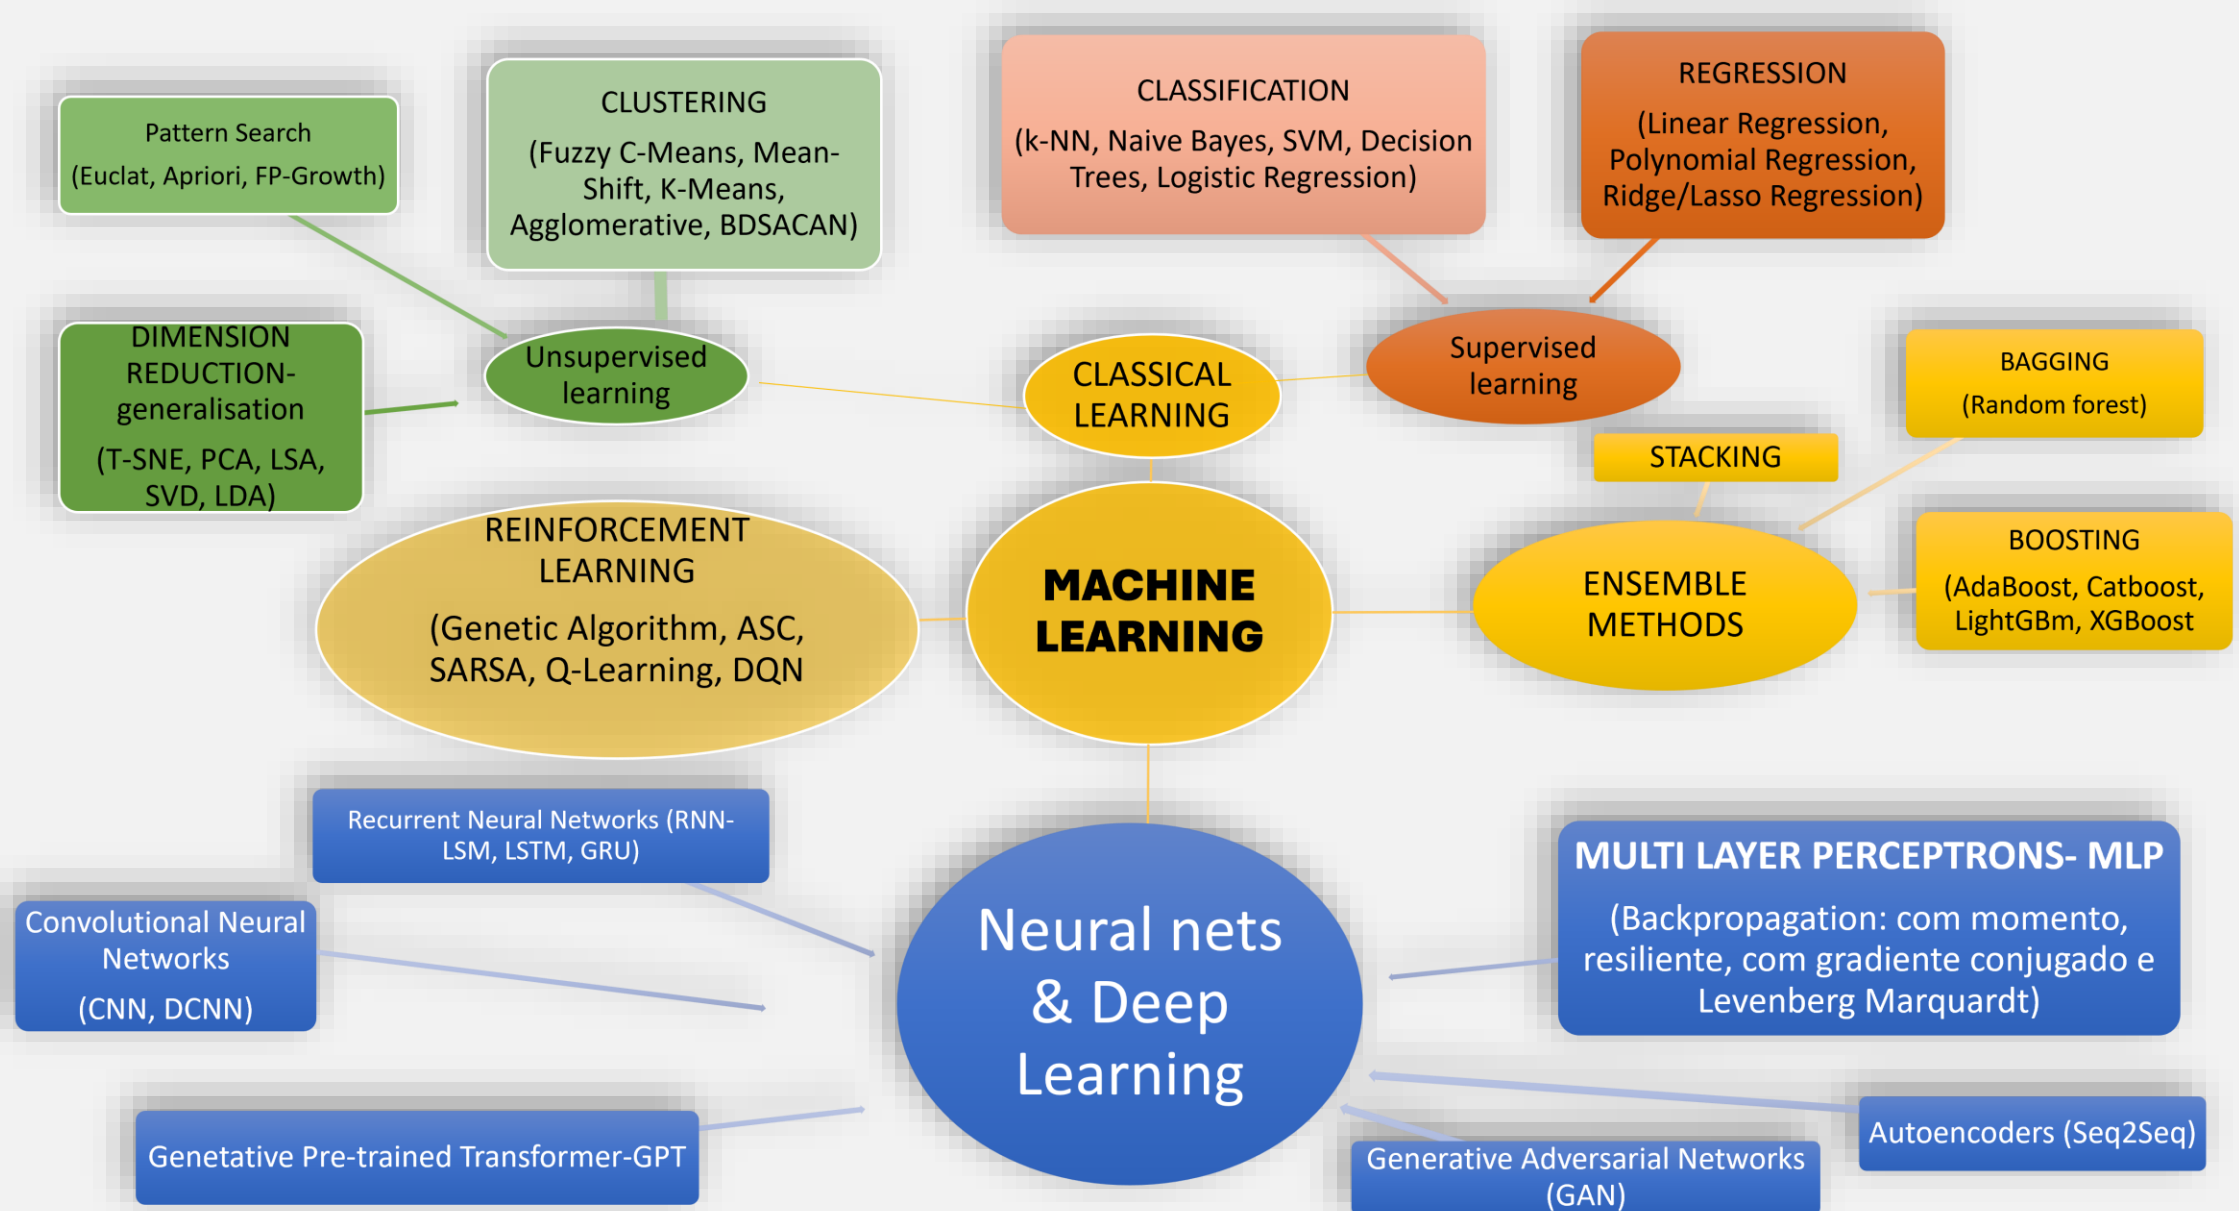 Pattern Search
(Euclat, Apriori, FP-Growth)
CLUSTERING
(Fuzzy C-Means, Mean-
Shift, K-Means,
Agglomerative, BDSACAN)
CLASSIFICATION
(k-NN, Naive Bayes, SVM, Decision
Trees, Logistic Regression)
REGRESSION
(Linear Regression,
Polynomial Regression,
Ridge/Lasso Regression)
DIMENSION
REDUCTION-
generalisation
(T-SNE, PCA, LSA,
SVD, LDA)
Unsupervised
learning
CLASSICAL
LEARNING
Supervised
learning
BAGGING
(Random forest)
STACKING
REINFORCEMENT
LEARNING
(Genetic Algorithm, ASC,
SARSA, Q-Learning, DQN
MACHINE
LEARNING
ENSEMBLE
METHODS
BOOSTING
(AdaBoost, Catboost,
LightGBm, XGBoost
Recurrent Neural Networks (RNN-
LSM, LSTM, GRU)
Convolutional Neural
Networks
(CNN, DCNN)
Neural nets
& Deep
Learning
MULTI LAYER PERCEPTRONS- MLP
(Backpropagation: com momento,
resiliente, com gradiente conjugado e
Levenberg Marquardt)
Genetative Pre-trained Transformer-GPT
Generative Adversarial Networks
(GAN)
Autoencoders (Seq2Seq)